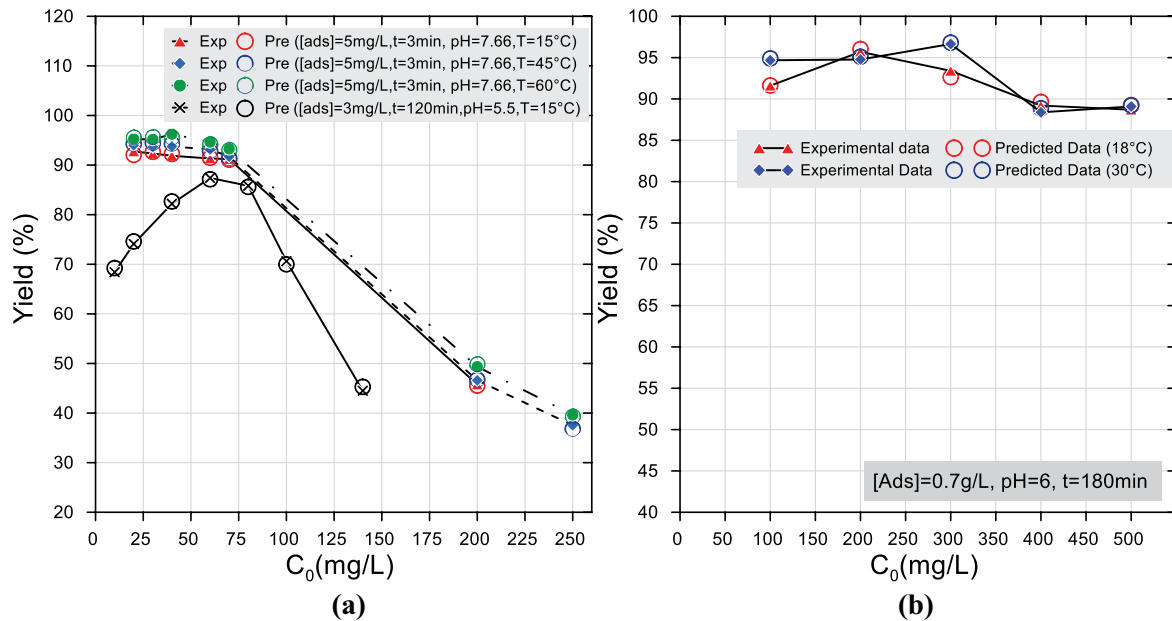 120
110
100
90
80
70
60
50
40
30
20
Yield (%)
Exp Pre ([ads]=5mg/L,t=3min, pH=7.66,T=15°C)
Exp Pre ([ads]=5mg/L,t=3min, pH=7.66,T=45°C)
Exp Pre ([ads]=5mg/L,t=3min, pH=7.66,T=60°C)
Exp Pre ([ads]=3mg/L,t=120min,pH=5.5,T=15°C)
0 25 50 75 100 125 150 175 200 225 250
C₀(mg/L)
(a)
100
95
90
85
80
75
70
65
60
55
50
45
40
Yield (%)
Experimental data Predicted Data (18°C)
Experimental Data Predicted Data (30°C)
[Ads]=0.7g/L, pH=6, t=180min
0 50 100 150 200 250 300 350 400 450 500
C₀(mg/L)
(b)